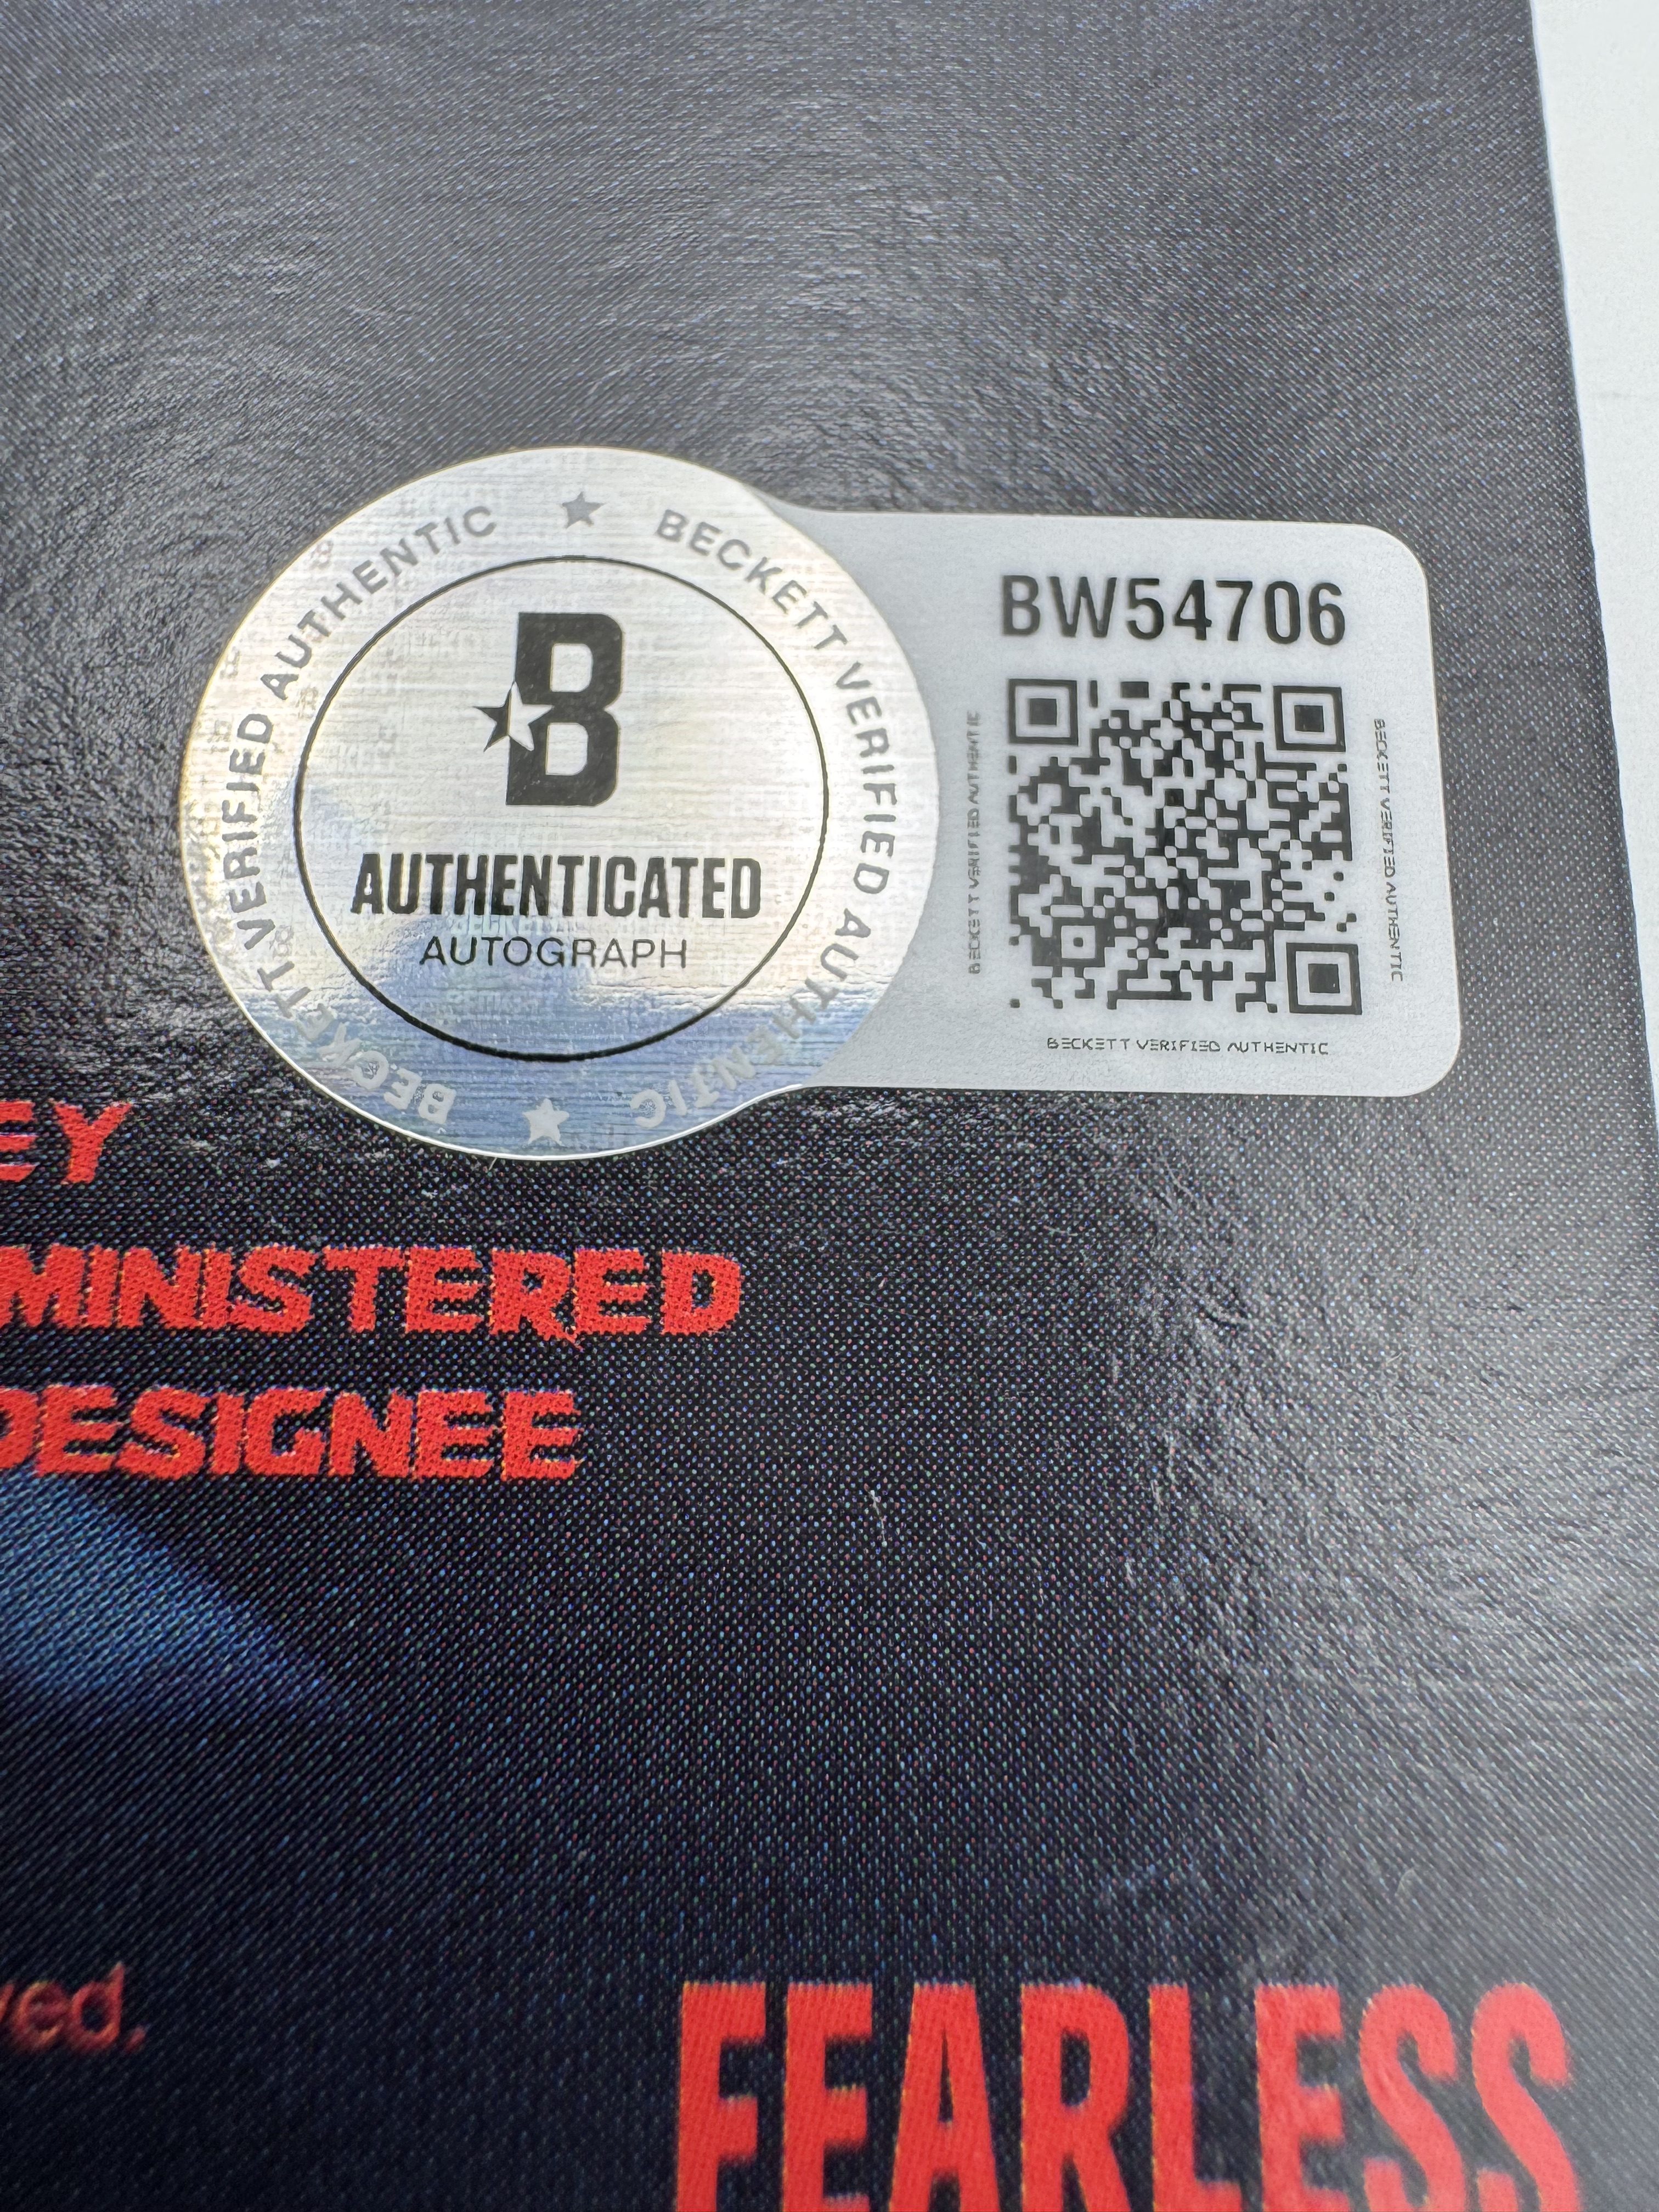 BECKETT VERIFIED AUTHENTIC
★ BECKETT VERIFIED AUTHENTIC ★
B
AUTHENTICATED
AUTOGRAPH
BW54706
BECKETT VERIFIED AUTHENTIC
BECKETT VERIFIED AUTHENTIC
BECKETT VERIFIED AUTHENTIC
EY
MINISTERED
DESIGNEE
ved.
FEARLESS